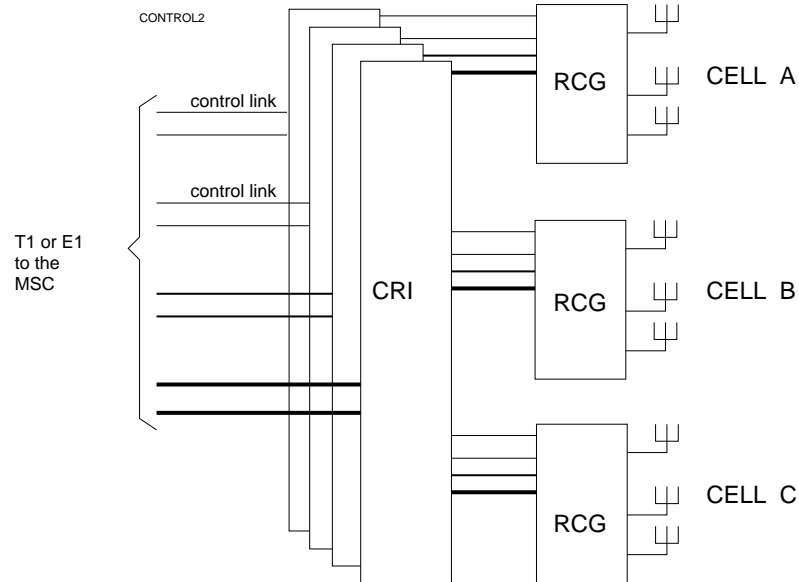 CONTROL2
control link
control link
T1 or E1
to the
MSC
CRI
RCG
CELL A
RCG
CELL B
RCG
CELL C